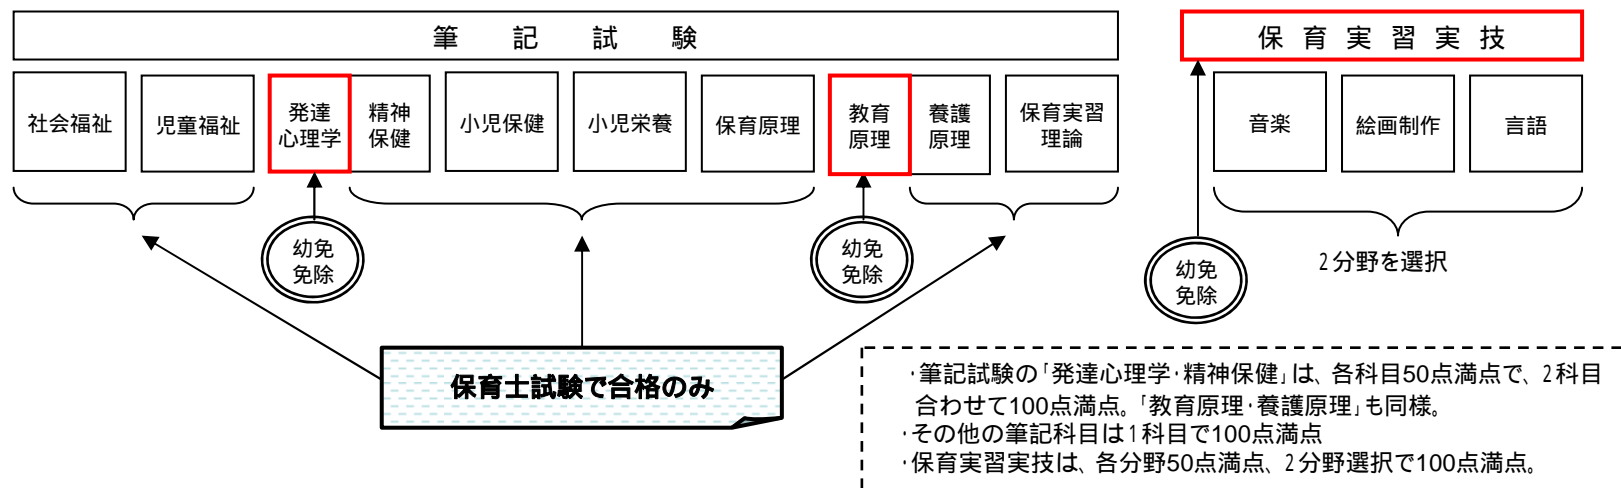 筆記試験
保育実習実技
社会福祉
児童福祉
発達
心理学
精神
保健
小児保健
小児栄養
保育原理
教育
原理
養護
原理
保育実習
理論
音楽
絵画制作
言語
幼免
免除
幼免
免除
幼免
免除
2分野を選択
保育士試験で合格のみ
・筆記試験の「発達心理学・精神保健」は、各科目50点満点で、2科目
合わせて100点満点。「教育原理・養護原理」も同様。
・その他の筆記科目は1科目で100点満点
・保育実習実技は、各分野50点満点、2分野選択で100点満点。